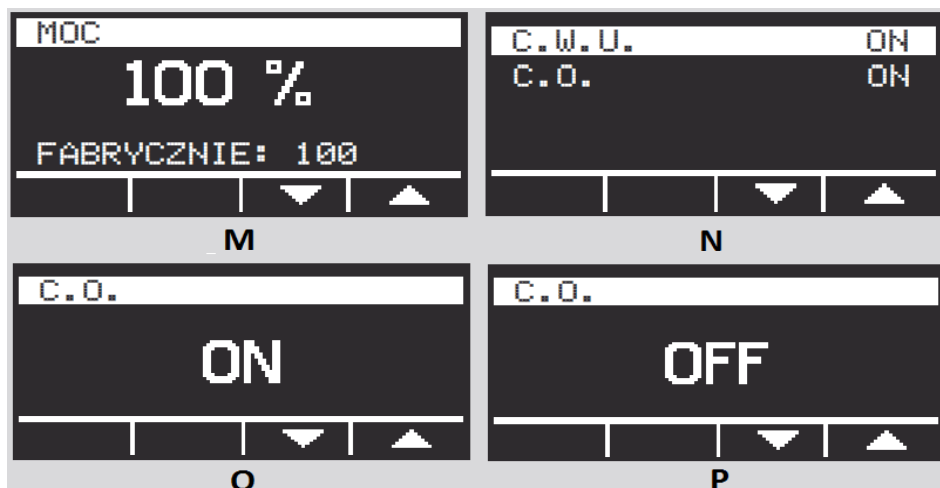 MOC
100 %
FABRYCZNIE: 100
M
C.W.U. ON
C.O. ON
N
C.O.
ON
O
C.O.
OFF
P